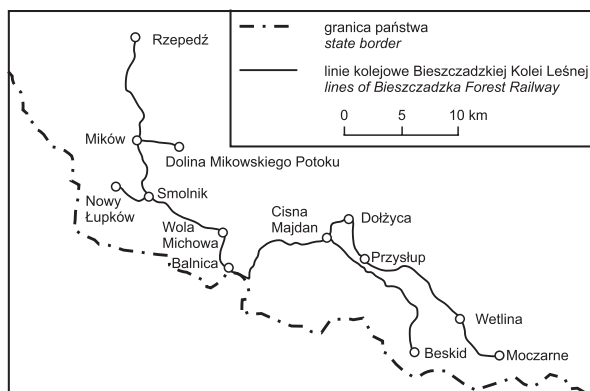 granica państwa
state border
linie kolejowe Bieszczadzkiej Kolei Leśnej
lines of Bieszczadzka Forest Railway
0 5 10 km
Rzepedź
Mików
Dolina Mikowskiego Potoku
Smolnik
Nowy
Łupków
Wola
Michowa
Balnica
Cisna
Majdan
Dołżyca
Przysłup
Wetlina
Beskid
Moczarne